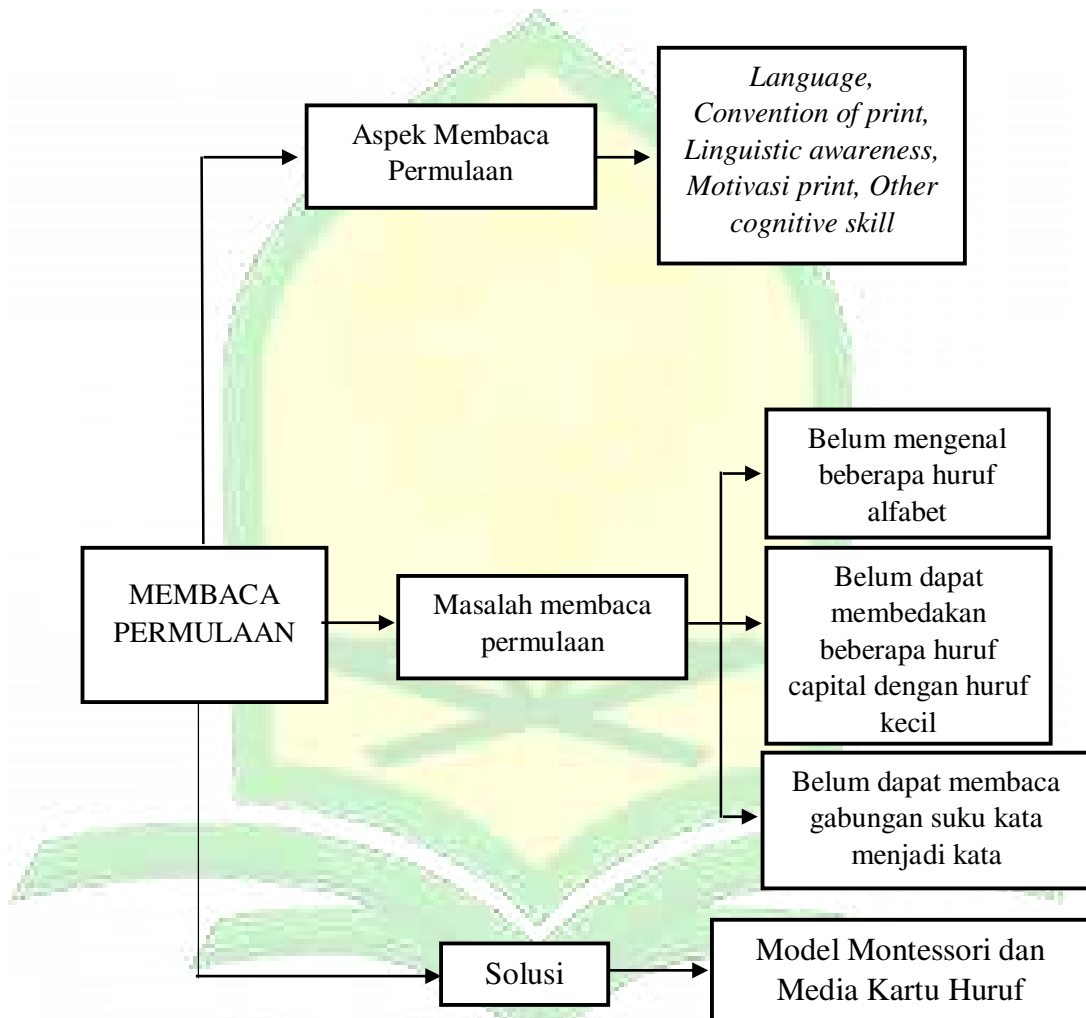 Language,
Convention of print,
Linguistic awareness,
Motivasi print, Other
cognitive skill
Aspek Membaca
Permulaan
Belum mengenal
beberapa huruf
alfabet
MEMBACA
PERMULAAN
Masalah membaca
permulaan
Belum dapat
membedakan
beberapa huruf
capital dengan huruf
kecil
Belum dapat membaca
gabungan suku kata
menjadi kata
Solusi
Model Montessori dan
Media Kartu Huruf